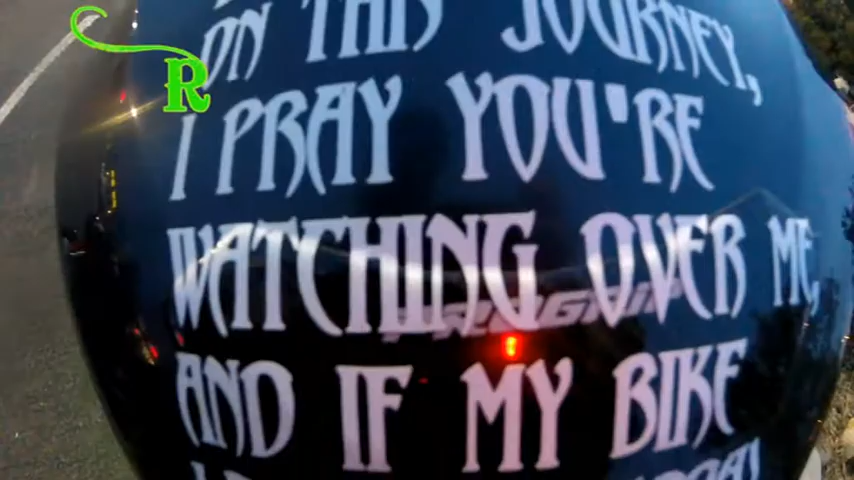 R
ON THIS JOURNEY,
I PRAY YOU'RE
WATCHING OVER ME,
AND IF MY BIKE